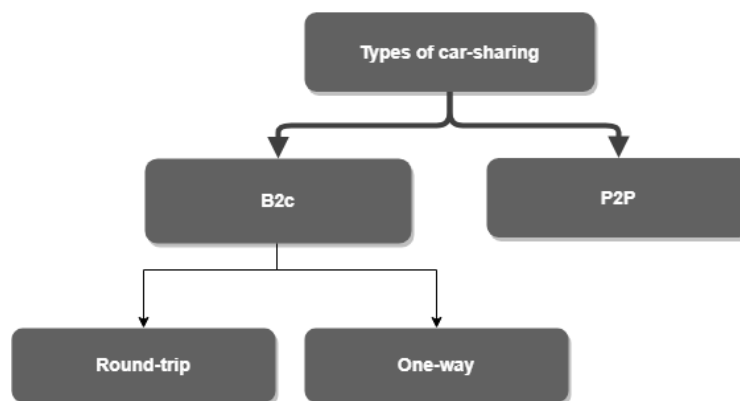 Types of car-sharing
B2c
P2P
Round-trip
One-way